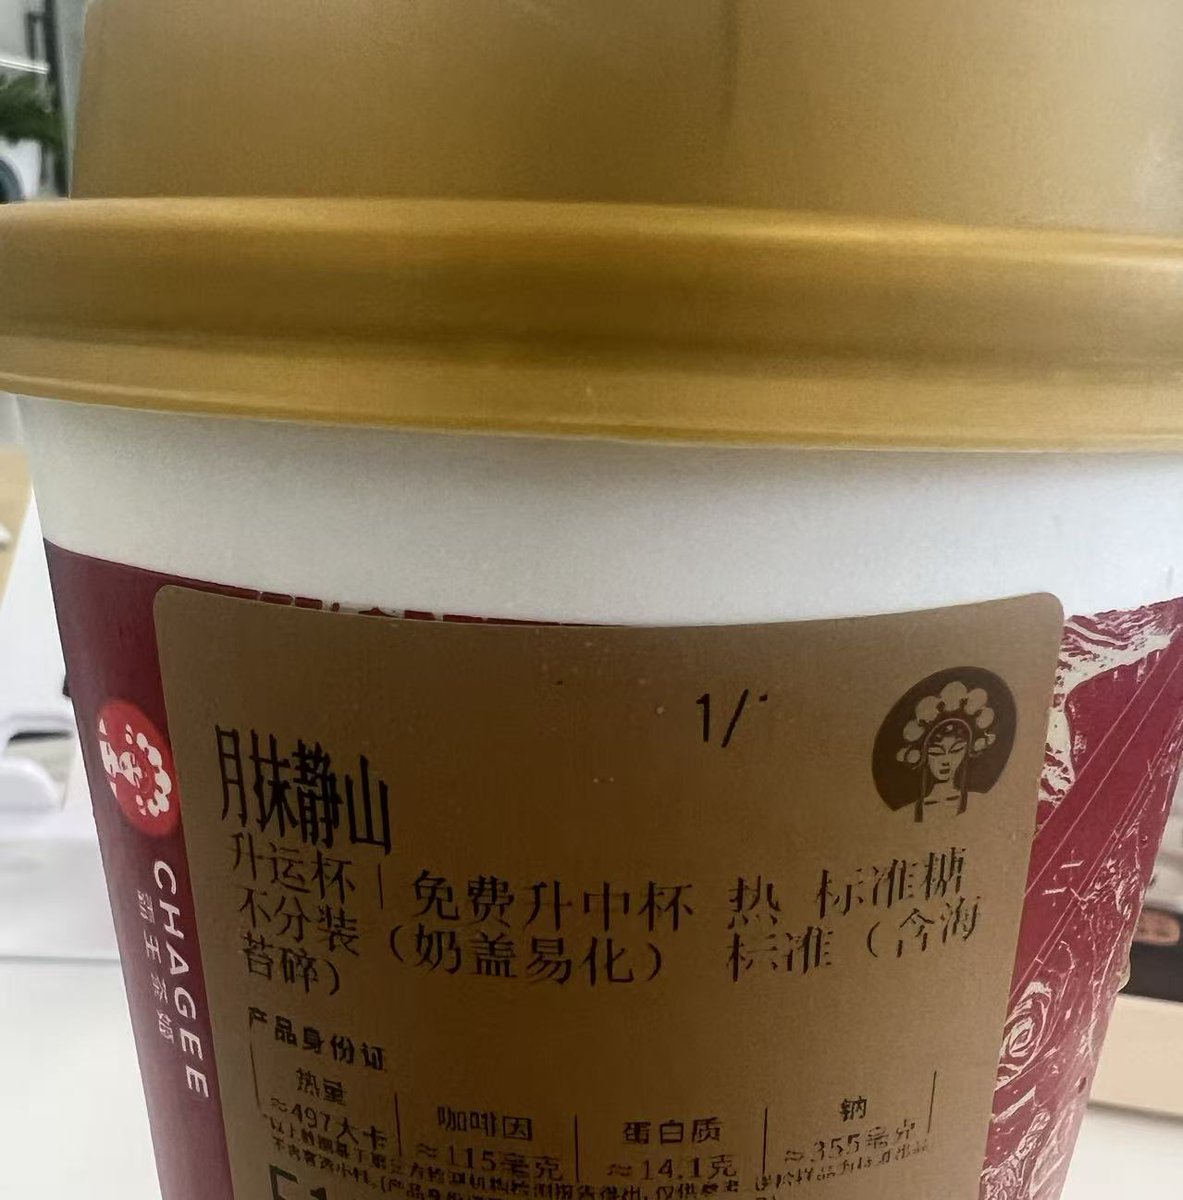 1/
月抹静山
升运杯 | 免费升中杯 热 标准糖
不分装（奶盖易化） 标准（含海
苔碎）
CHAGEE
霸王茶姬
产品身份证
热量 咖啡因 蛋白质 钠
≈497大卡 ≈115毫克 ≈14.1克 ≈355毫克